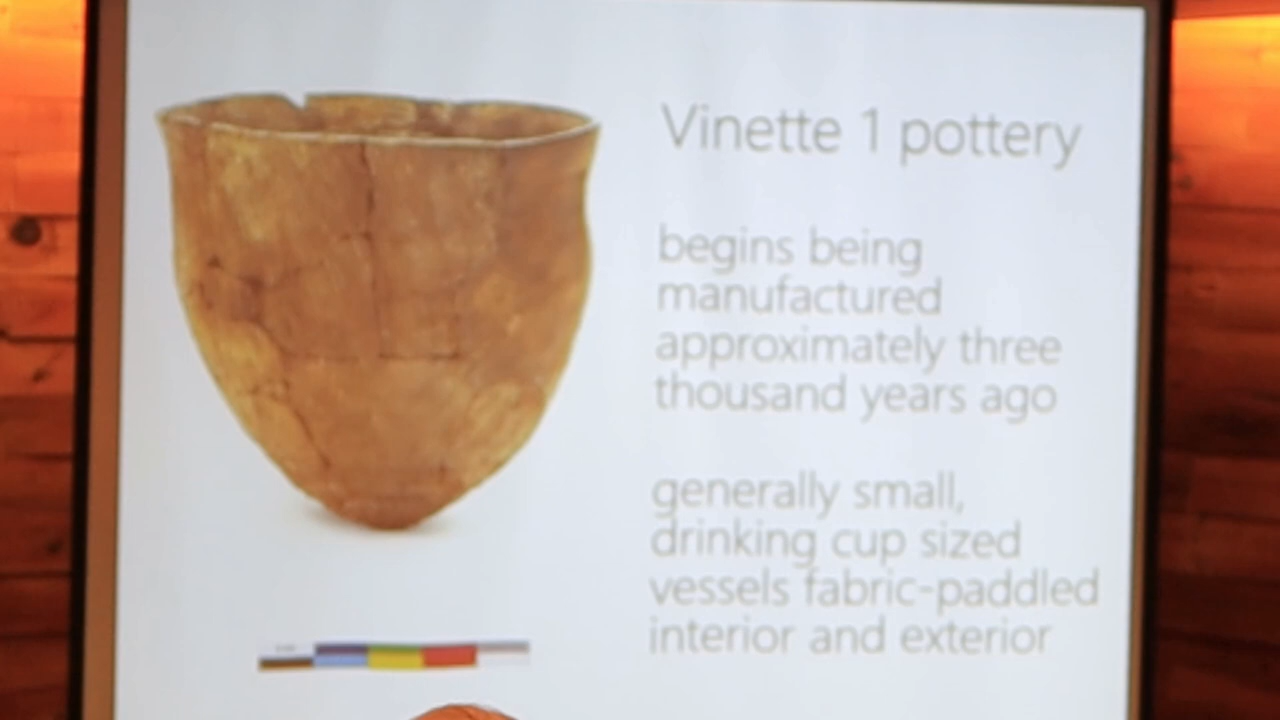 Vinette 1 pottery
begins being
manufactured
approximately three
thousand years ago
generally small,
drinking cup sized
vessels fabric-paddled
interior and exterior